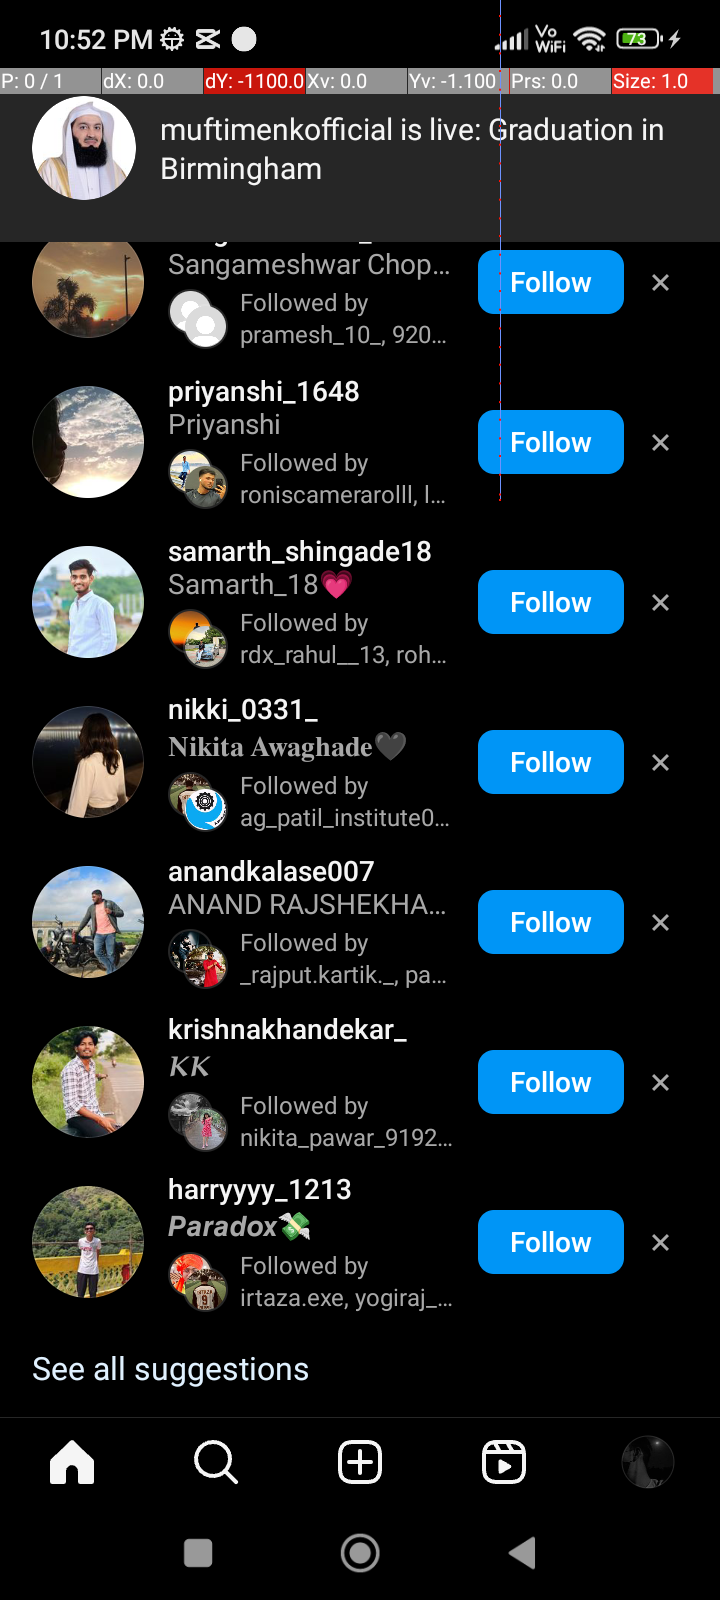 10:52 PM
Vo
WiFi
73
P: 0 / 1 dX: 0.0 dY: -1100.0 Xv: 0.0 Yv: -1.100 Prs: 0.0 Size: 1.0
muftimenkofficial is live: Graduation in
Birmingham
Sangameshwar Chop...
Followed by
pramesh_10_, 920...
Follow
priyanshi_1648
Priyanshi
Followed by
roniscamerarolll, l...
Follow
samarth_shingade18
Samarth_18💗
Followed by
rdx_rahul__13, roh...
Follow
nikki_0331_
Nikita Awaghade🖤
Followed by
ag_patil_institute0...
Follow
anandkalase007
ANAND RAJSHEKHA...
Followed by
_rajput.kartik._, pa...
Follow
krishnakhandekar_
KK
Followed by
nikita_pawar_9192...
Follow
harryyyy_1213
Paradox💸
Followed by
irtaza.exe, yogiraj_...
Follow
See all suggestions